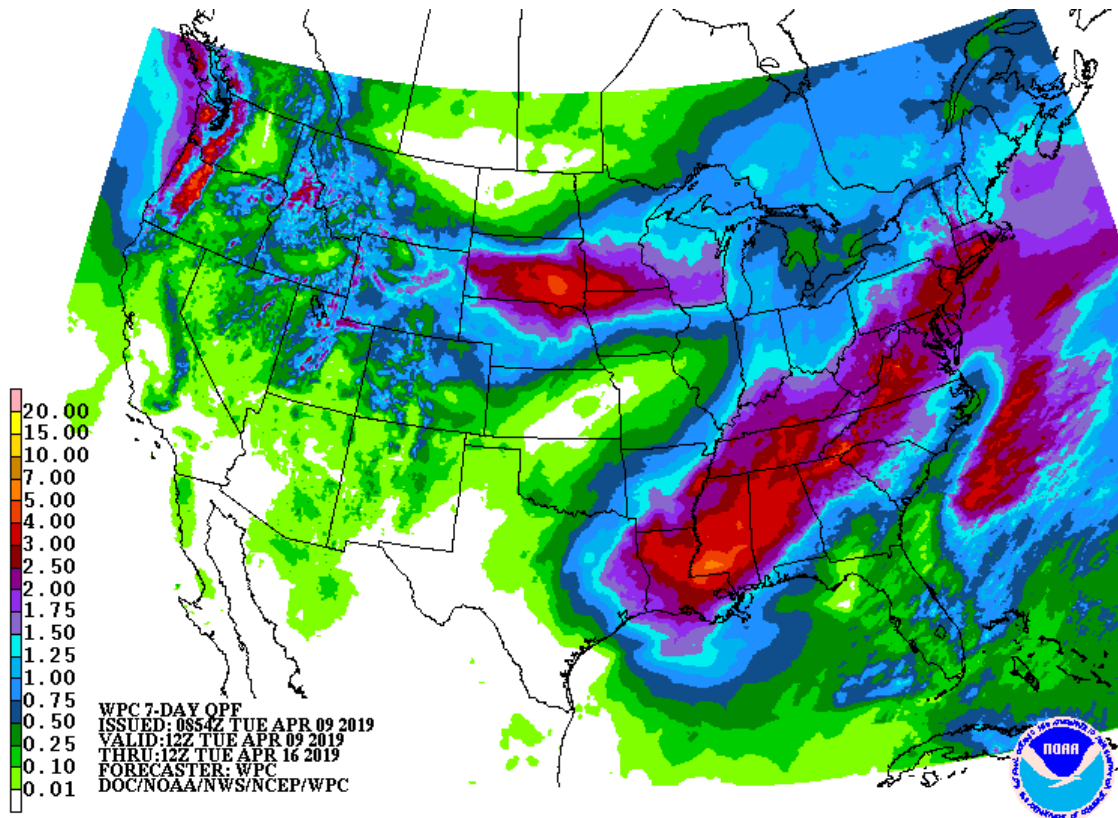 20.00
15.00
10.00
7.00
5.00
4.00
3.00
2.50
2.00
1.75
1.50
1.25
1.00
0.75
0.50
0.25
0.10
0.01
WPC 7-DAY QPF
ISSUED: 0854Z TUE APR 09 2019
VALID:12Z TUE APR 09 2019
THRU:12Z TUE APR 16 2019
FORECASTER: WPC
DOC/NOAA/NWS/NCEP/WPC
NOAA